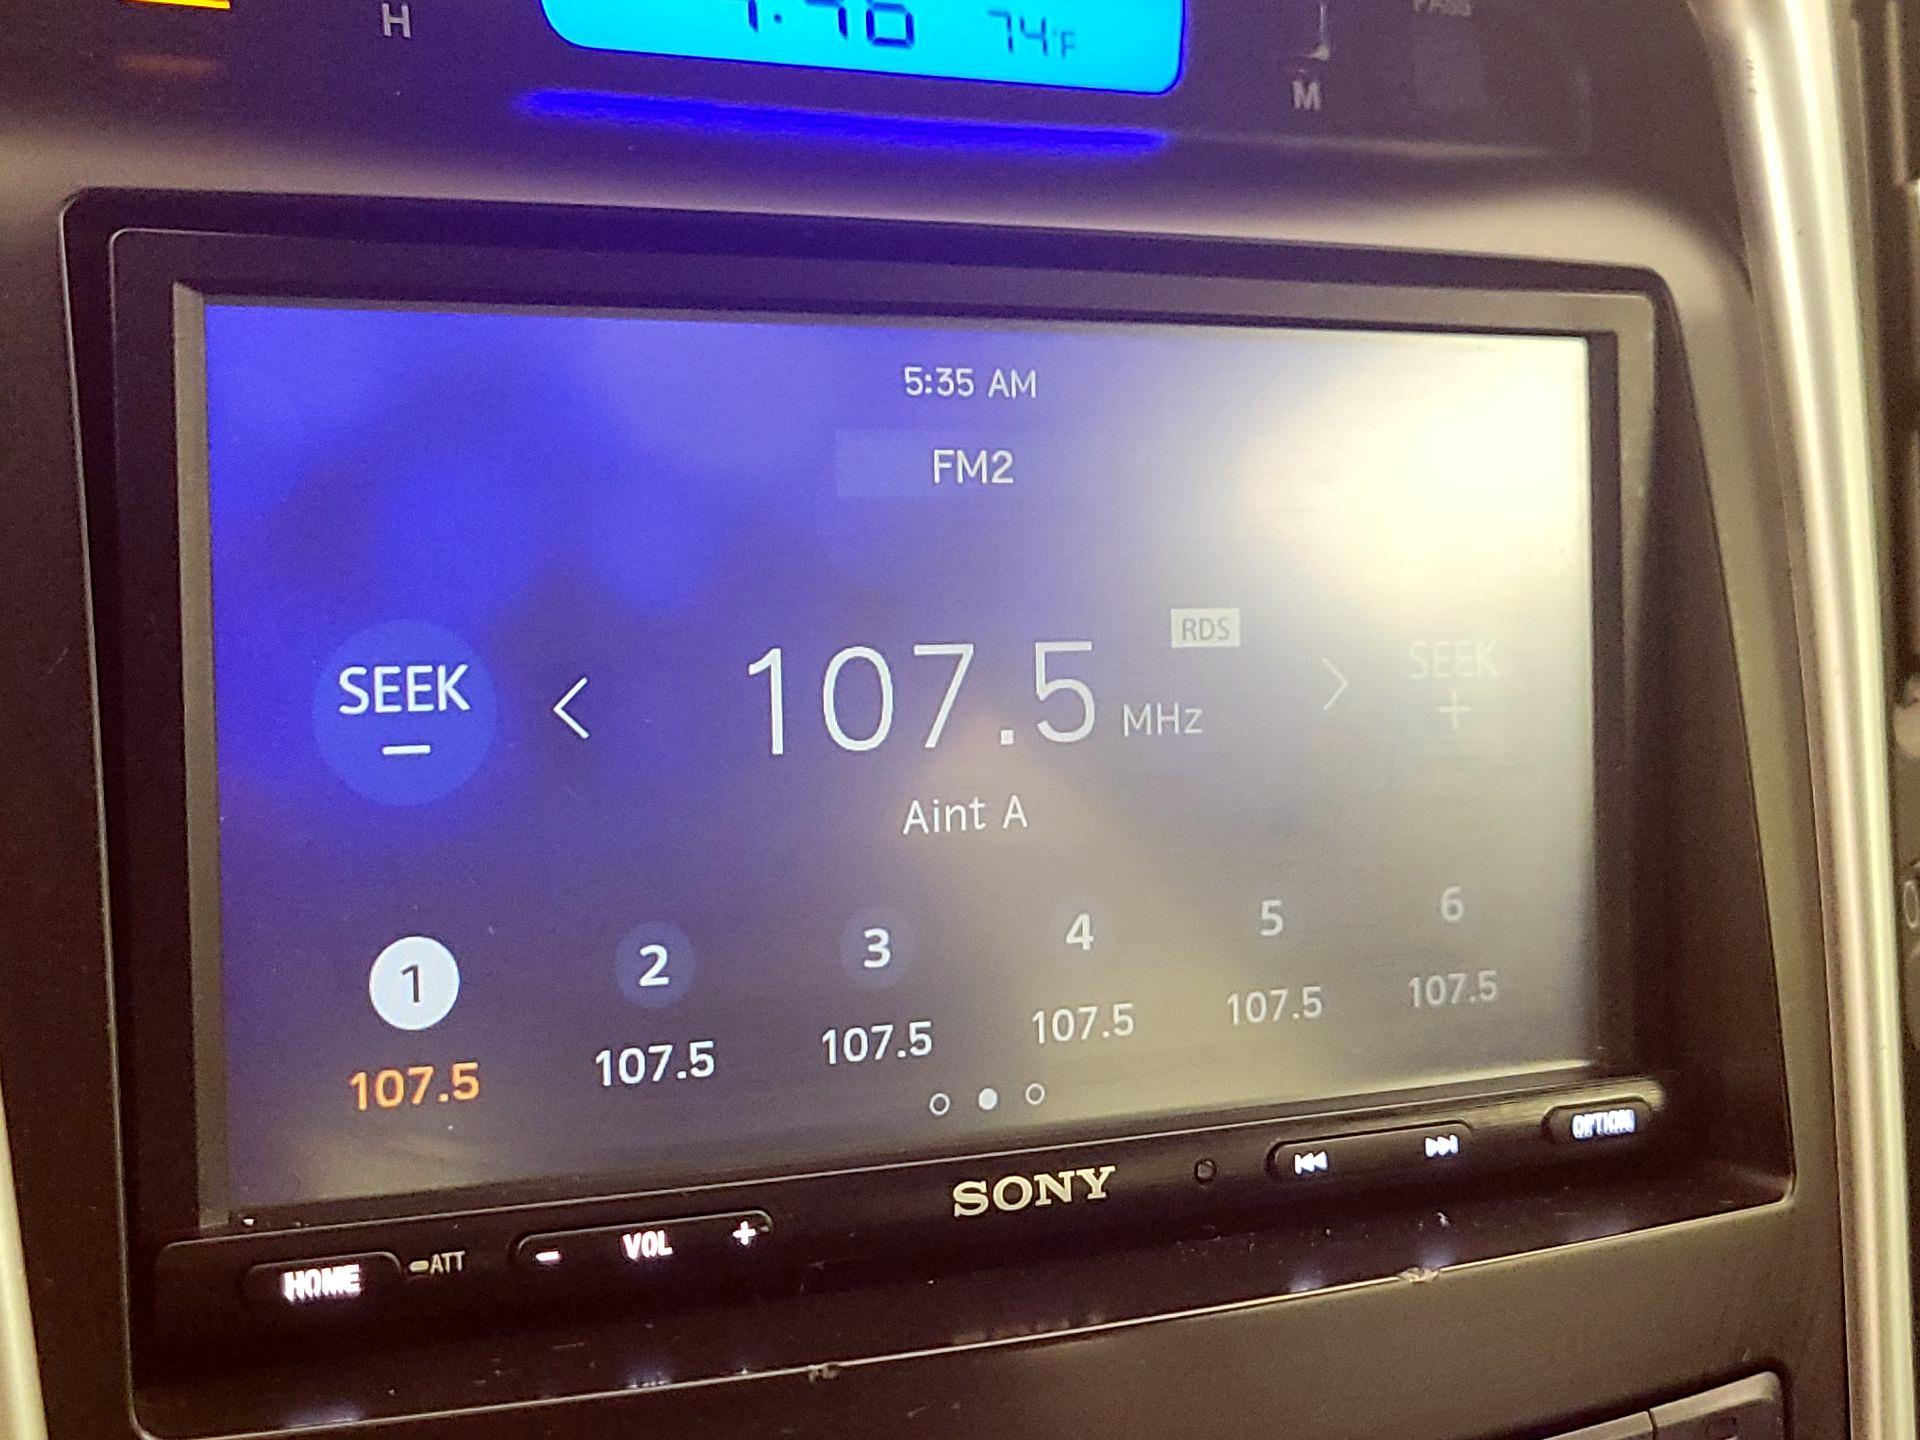 H
74°F
M
PASS
5:35 AM
FM2
RDS
SEEK
-
<
107.5 MHz
>
SEEK
+
Aint A
1 2 3 4 5 6
107.5 107.5 107.5 107.5 107.5 107.5
SONY
OPTION
HOME
ATT
- VOL +